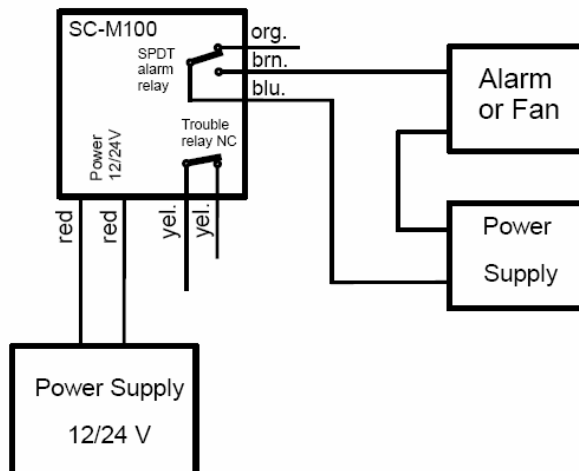 SC-M100
SPDT
alarm
relay
org.
brn.
blu.
Trouble
relay NC
Power
12/24V
red
red
yel.
yel.
Alarm
or Fan
Power
Supply
Power Supply
12/24 V